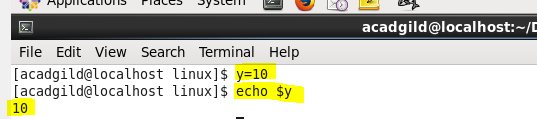 Applications Places System
acadgild@localhost:~/D
File Edit View Search Terminal Help
[acadgild@localhost linux]$ y=10
[acadgild@localhost linux]$ echo $y
10